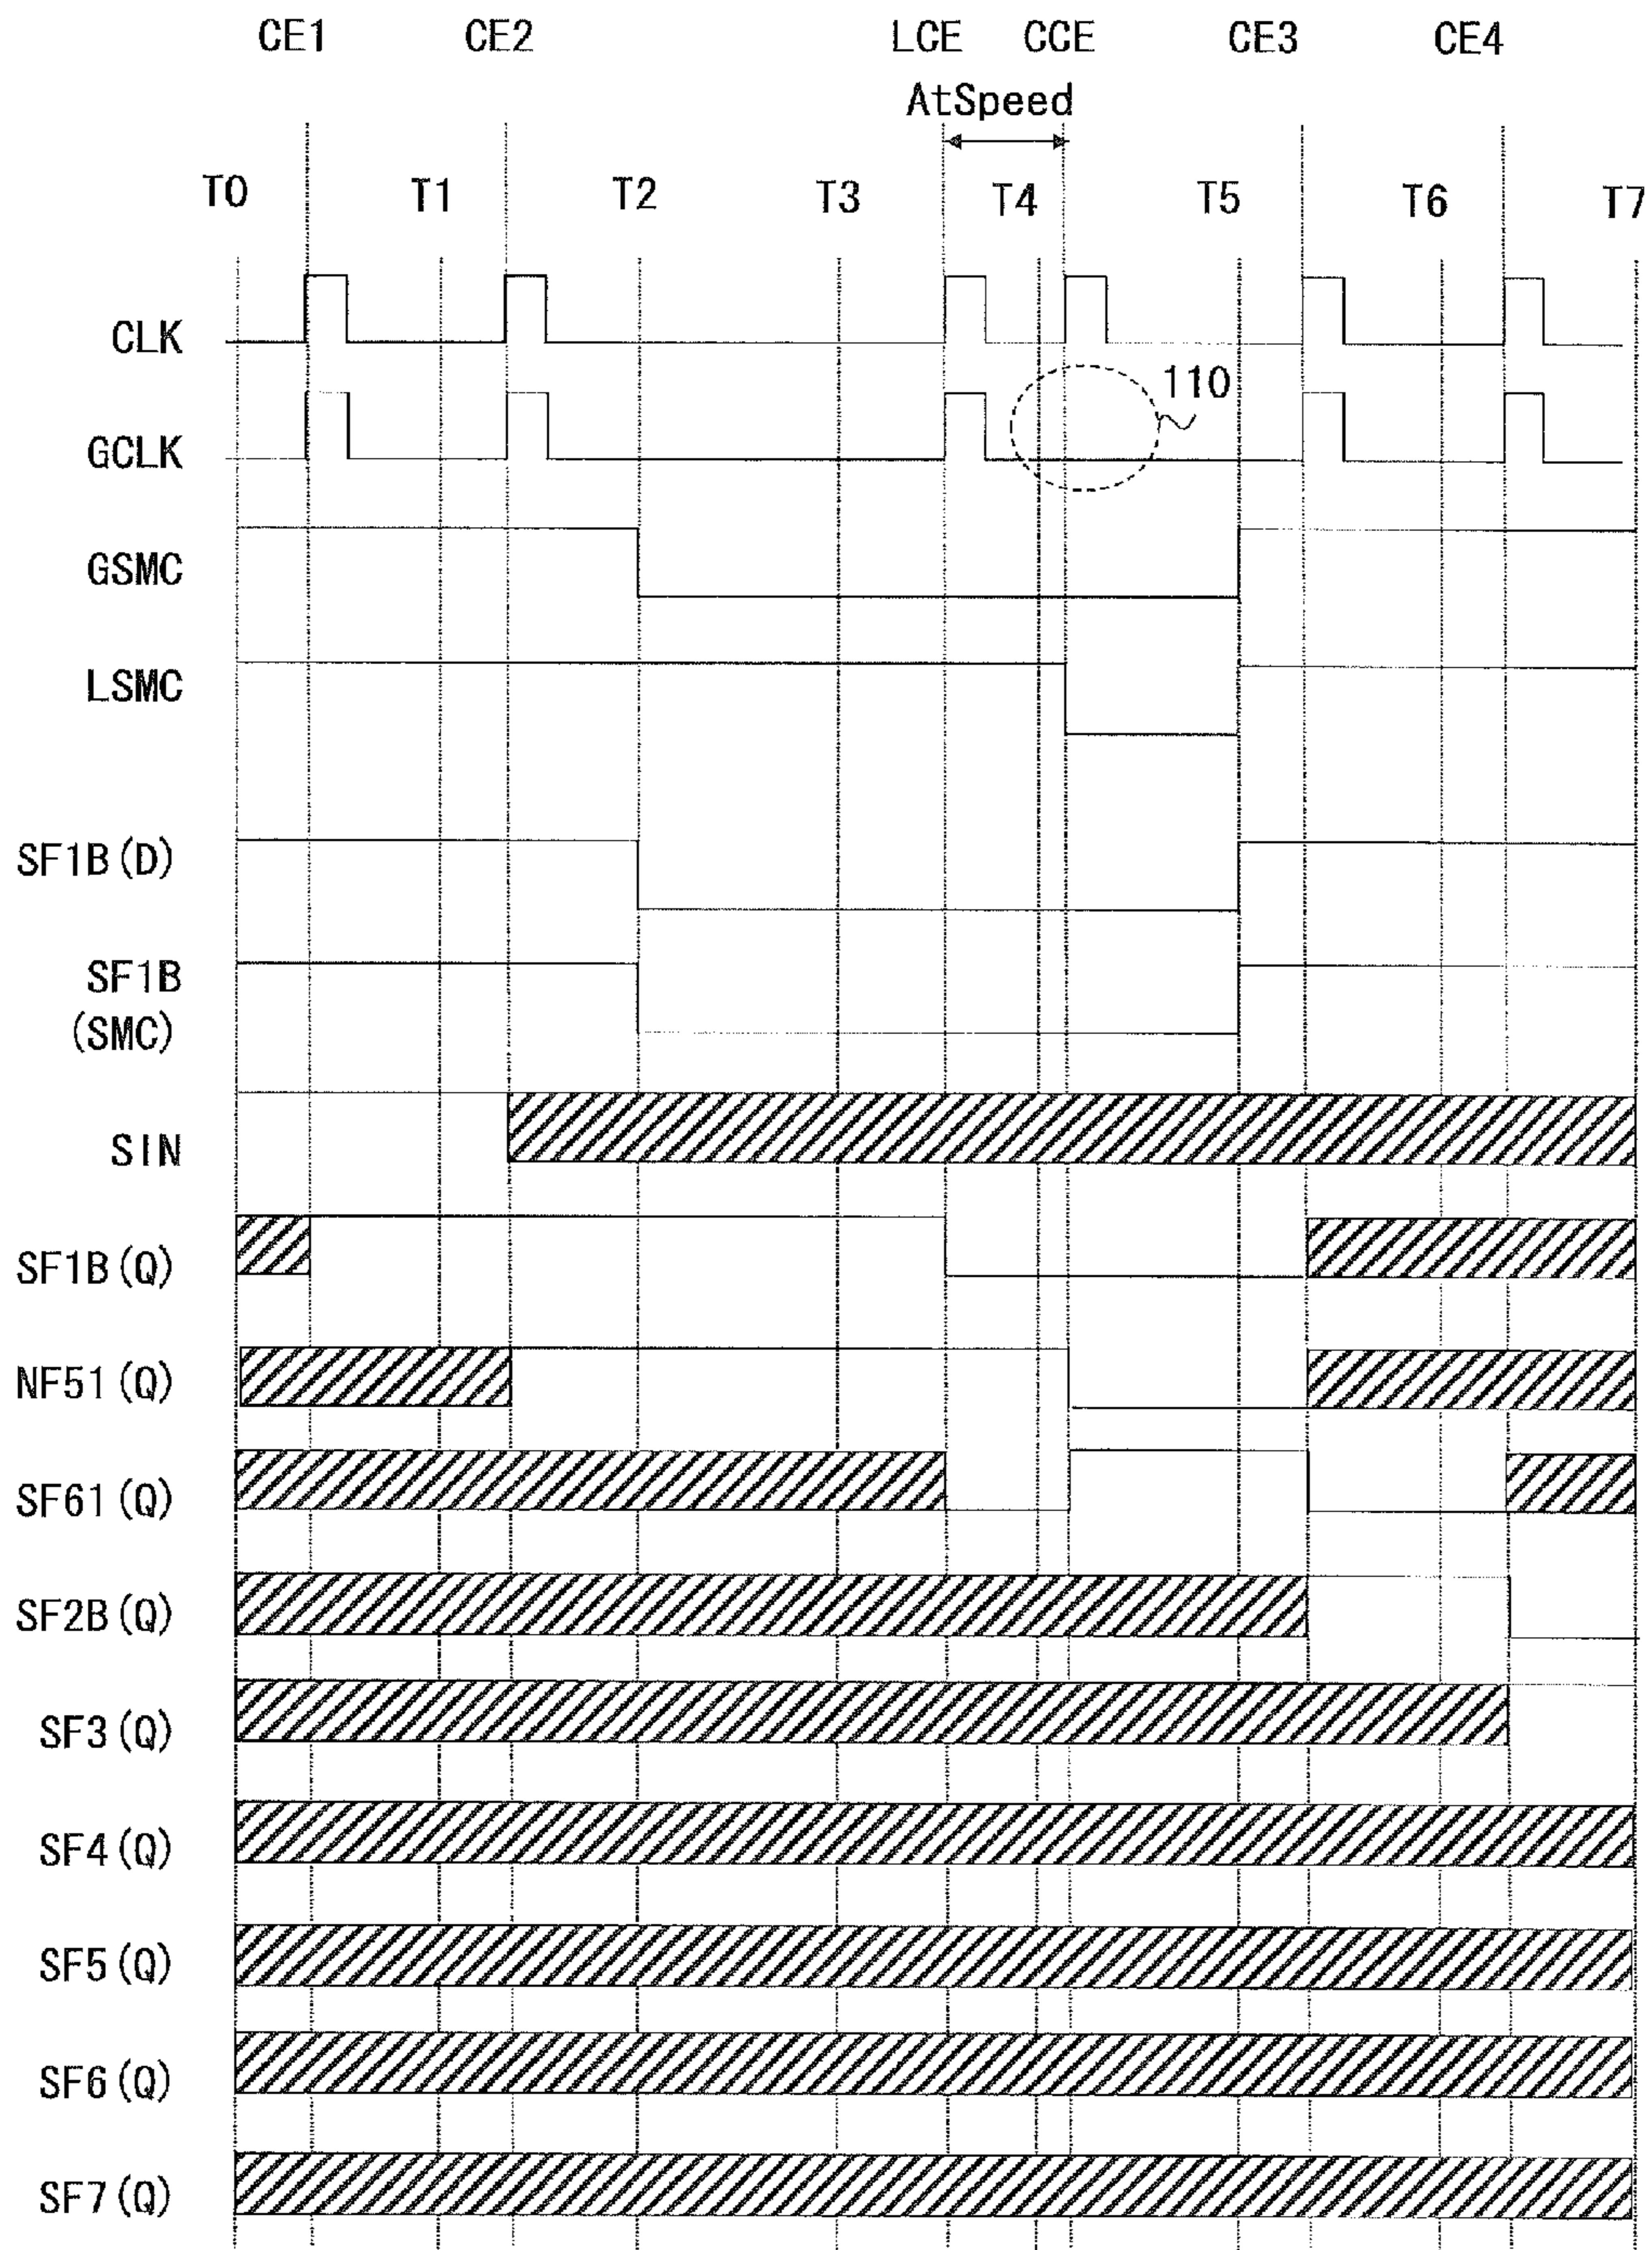 CE1 CE2 LCE CCE CE3 CE4
AtSpeed
T0 T1 T2 T3 T4 T5 T6 T7
CLK
110
GCLK
GSMC
LSMC
SF1B(D)
SF1B
(SMC)
SIN
SF1B(Q)
NF51(Q)
SF61(Q)
SF2B(Q)
SF3(Q)
SF4(Q)
SF5(Q)
SF6(Q)
SF7(Q)